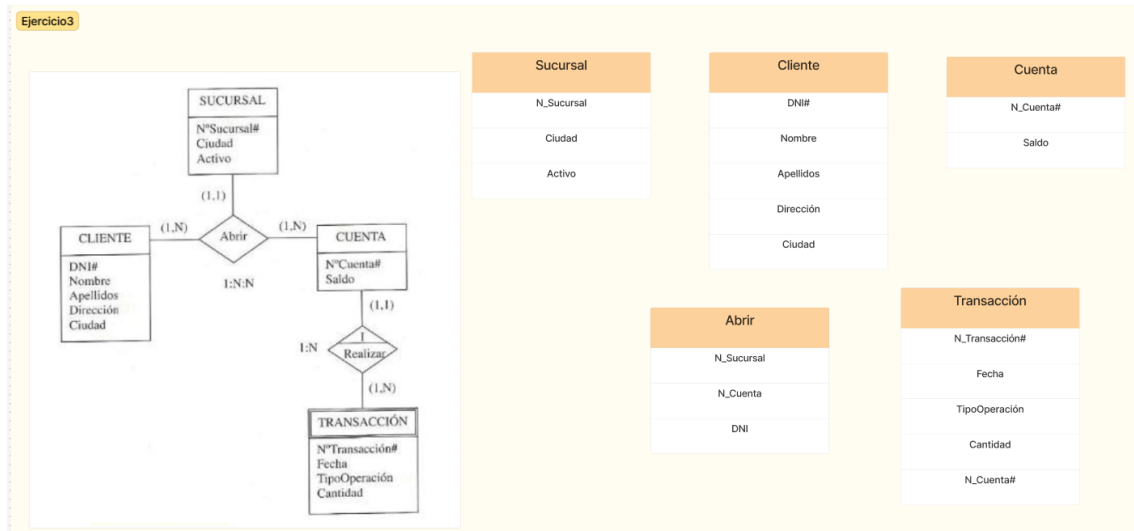 Ejercicio3
SUCURSAL
NºSucursal#
Ciudad
Activo
(1,1)
(1,N)
(1,N)
CLIENTE
Abrir
CUENTA
DNI#
Nombre
Apellidos
Dirección
Ciudad
NºCuenta#
Saldo
1:N:N
(1,1)
1:N
I
Realizar
(1,N)
TRANSACCIÓN
NºTransacción#
Fecha
TipoOperación
Cantidad
Sucursal
N_Sucursal
Ciudad
Activo
Cliente
DNI#
Nombre
Apellidos
Dirección
Ciudad
Cuenta
N_Cuenta#
Saldo
Abrir
N_Sucursal
N_Cuenta
DNI
Transacción
N_Transacción#
Fecha
TipoOperación
Cantidad
N_Cuenta#